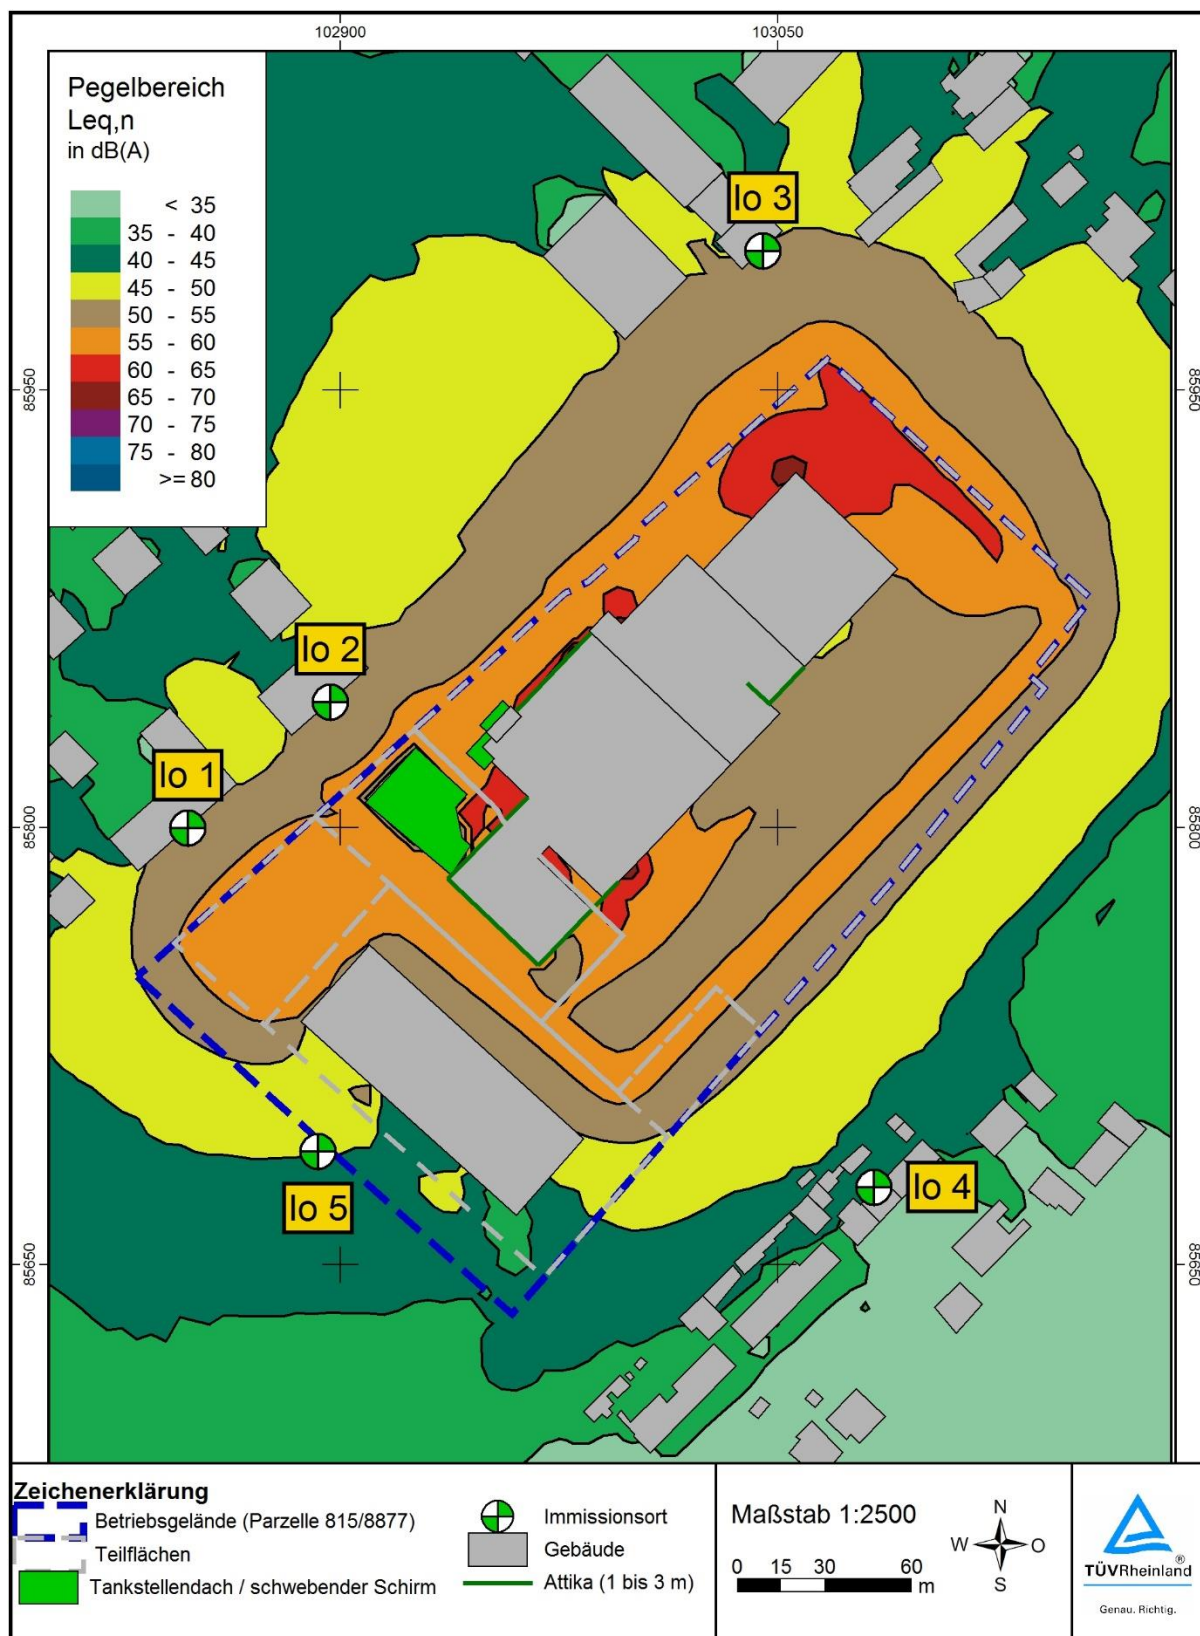 102900
103050
Pegelbereich
Leq,n
in dB(A)
< 35
35 - 40
40 - 45
45 - 50
50 - 55
55 - 60
60 - 65
65 - 70
70 - 75
75 - 80
>= 80
Io 3
85950
85950
Io 2
Io 1
85800
85800
Io 5
Io 4
85650
85650
Zeichenerklärung
Betriebsgelände (Parzelle 815/8877)
Teilflächen
Tankstellendach / schwebender Schirm
Immissionsort
Gebäude
Attika (1 bis 3 m)
Maßstab 1:2500
0 15 30 60
m
N
W O
S
TÜVRheinland®
Genau. Richtig.